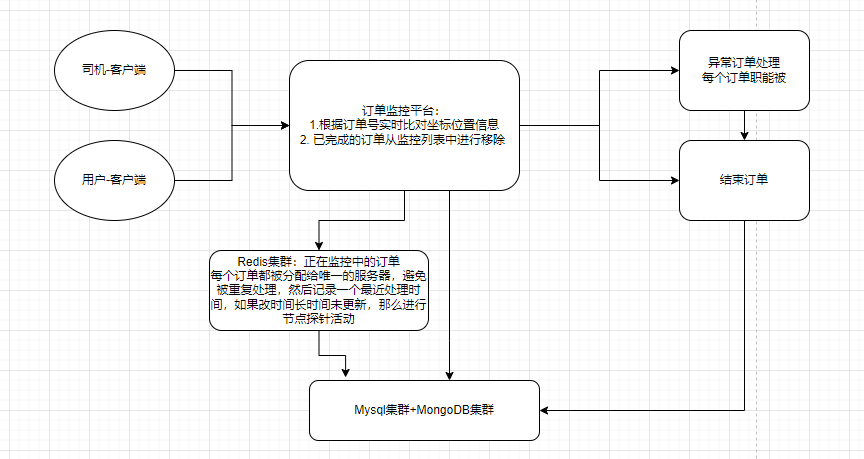 司机-客户端
用户-客户端
订单监控平台：
1.根据订单号实时比对坐标位置信息
2. 已完成的订单从监控列表中进行移除
异常订单处理
每个订单职能被
结束订单
Redis集群：正在监控中的订单
每个订单都被分配给唯一的服务器，避免
被重复处理，然后记录一个最近处理时
间，如果改时间长时间未更新，那么进行
节点探针活动
Mysql集群+MongoDB集群